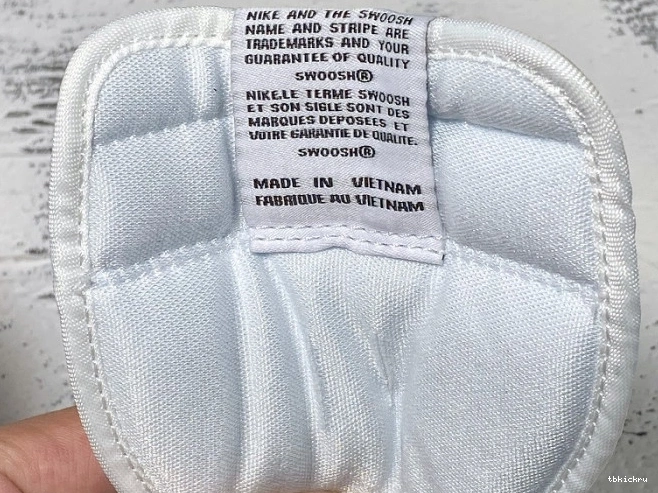 NIKE AND THE SWOOSH
NAME AND STRIPE ARE
TRADEMARKS AND YOUR
GUARANTEE OF QUALITY
SWOOSH®
NIKE.LE TERME SWOOSH
ET SON SIGLE SONT DES
MARQUES DEPOSEES ET
VOTRE GARANTIE DE QUALITE.
SWOOSH®
MADE IN VIETNAM
FABRIQUE AU VIETNAM
tbkickru